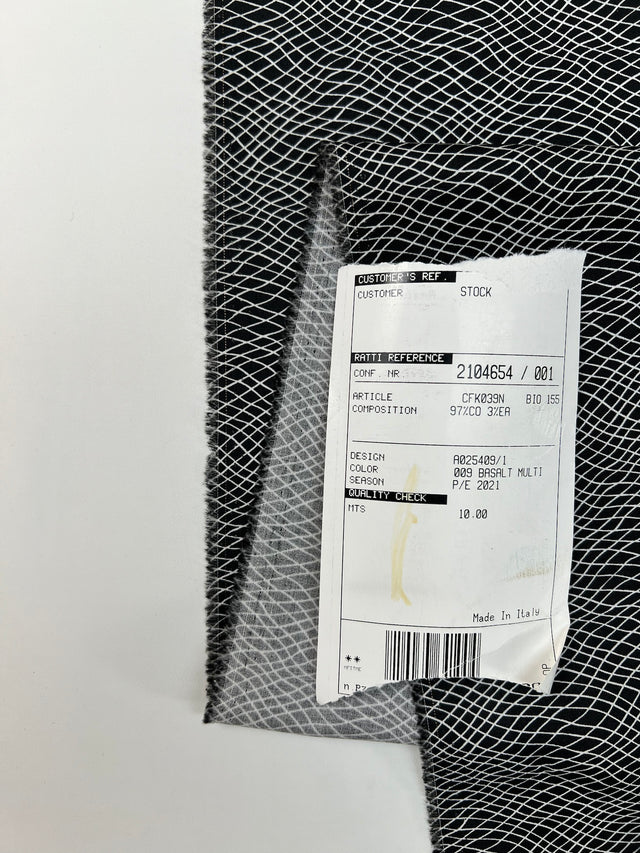 CUSTOMER'S REF.
CUSTOMER STOCK
RATTI REFERENCE
CONF. NR 2104654 / 001
ARTICLE CFK039N BIO 155
COMPOSITION 97%CO 3%EA
DESIGN A025409/1
COLOR 009 BASALT MULTI
SEASON P/E 2021
QUALITY CHECK
MTS 10.00
Made In Italy
**